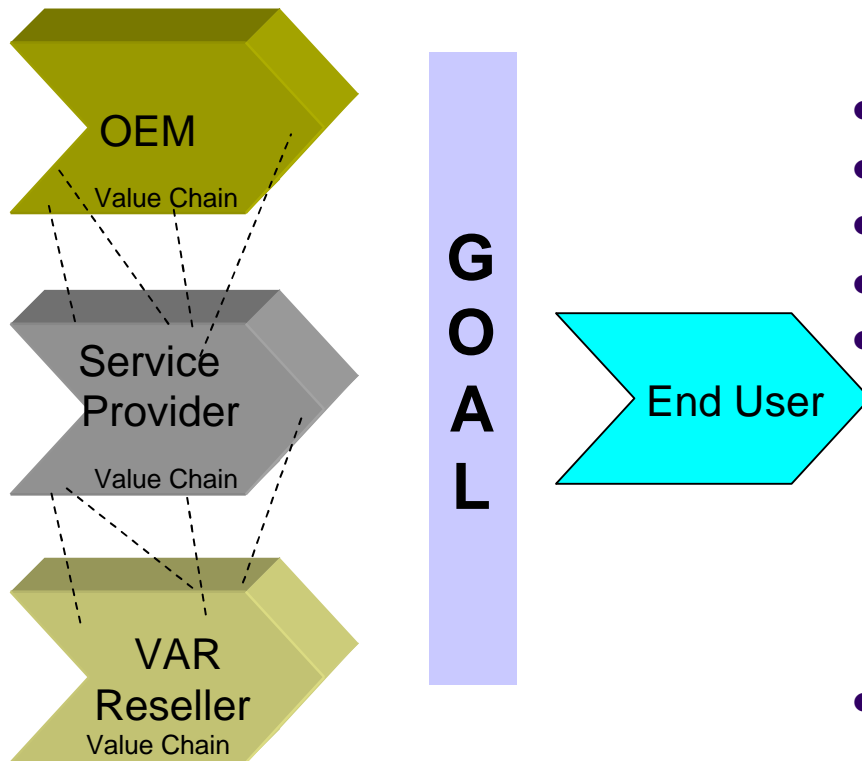 OEM
Value Chain
Service
Provider
Value Chain
VAR
Reseller
Value Chain
G
O
A
L
End User